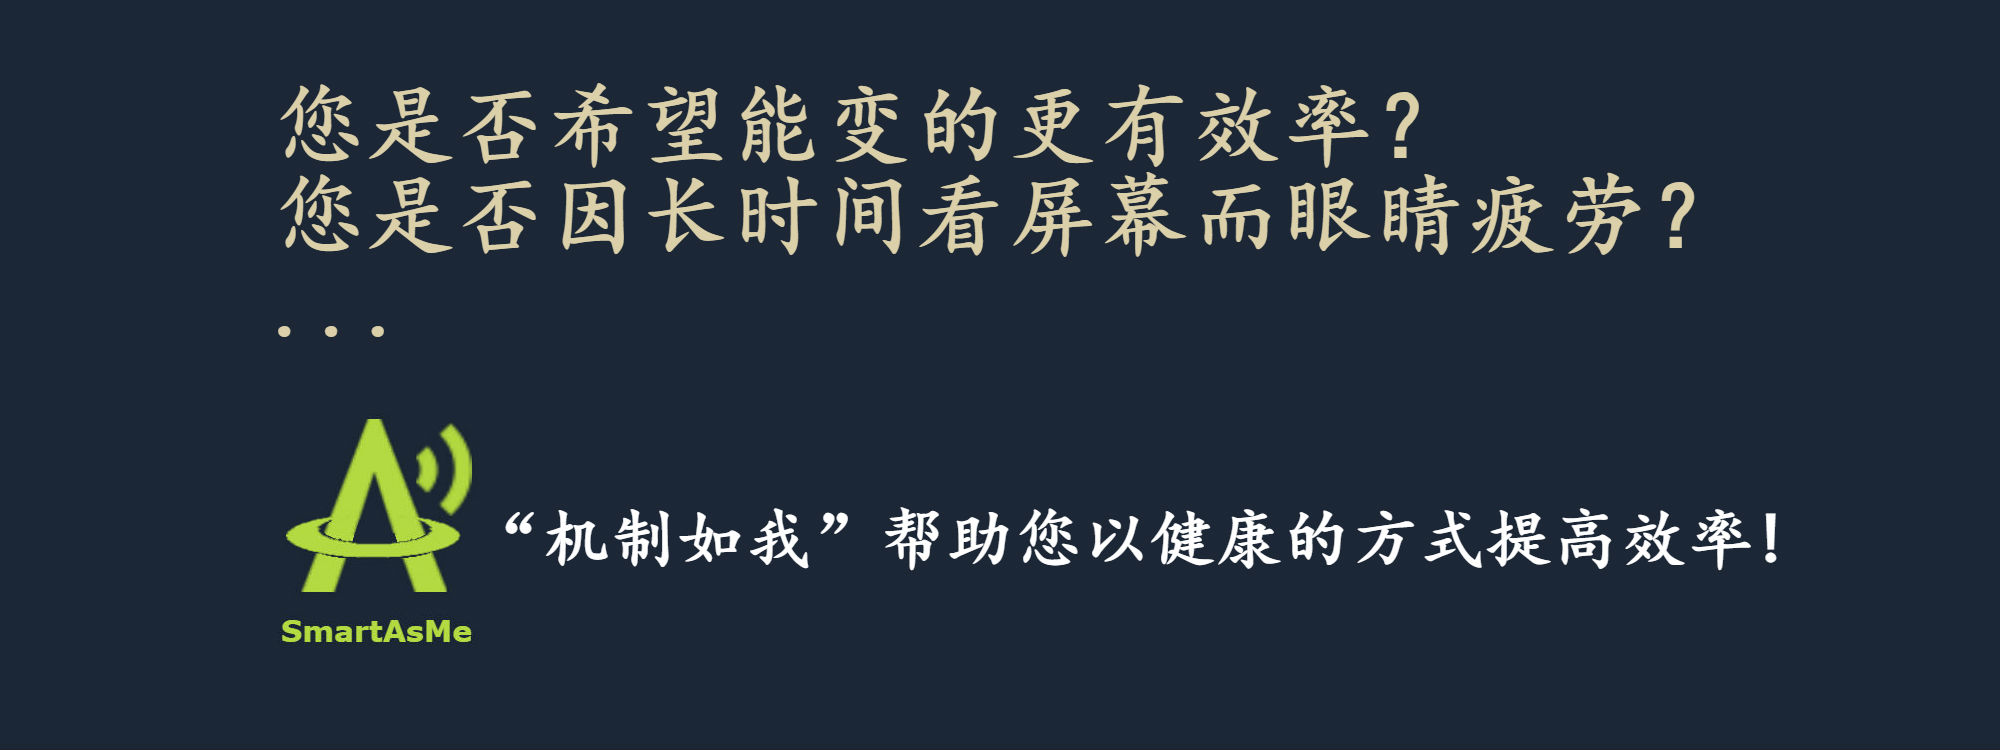 您是否希望能变的更有效率？
您是否因长时间看屏幕而眼睛疲劳？
...
“机制如我”帮助您以健康的方式提高效率！
SmartAsMe